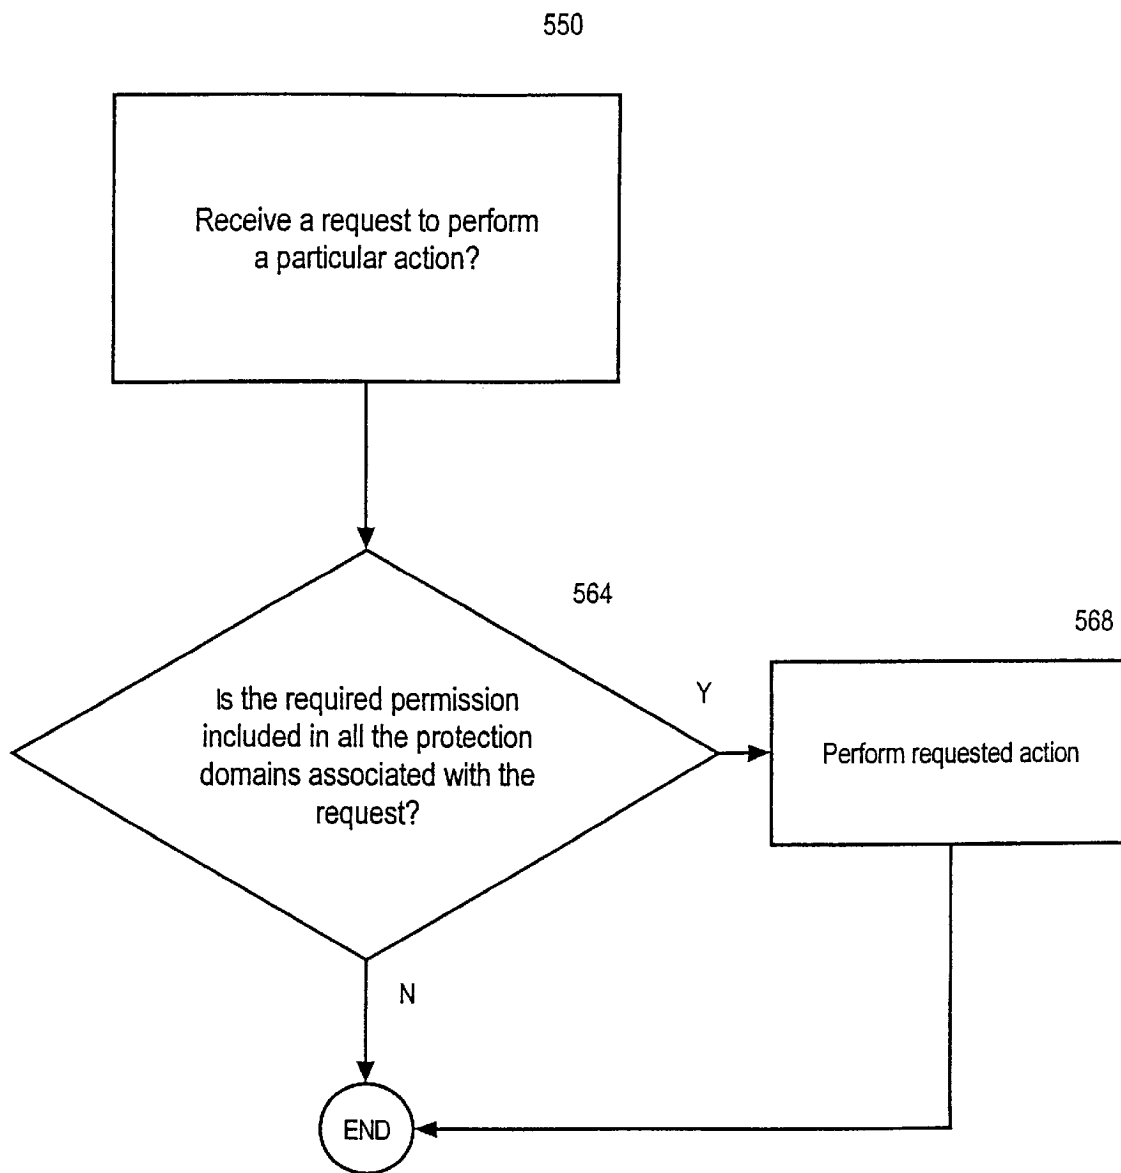 550
Receive a request to perform
a particular action?
564
568
Is the required permission
included in all the protection
domains associated with the
request?
Y
Perform requested action
N
END